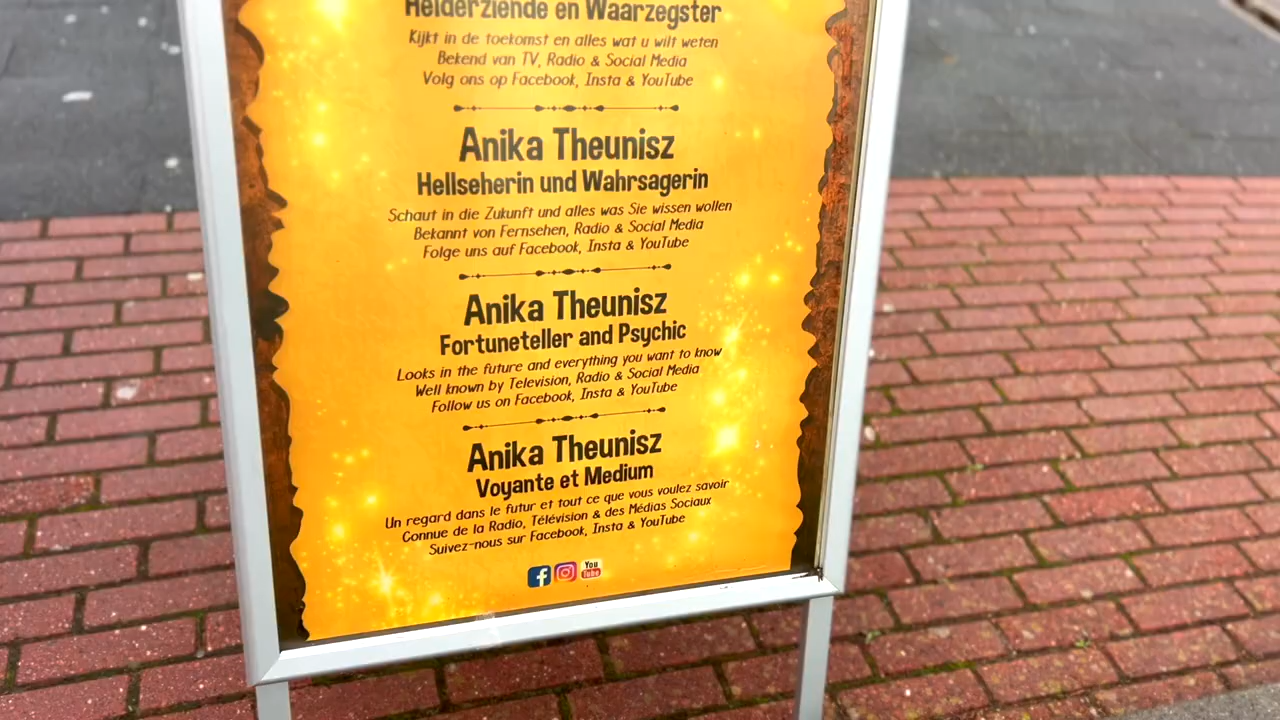 Helderziende en Waarzegster
Kijkt in de toekomst en alles wat u wilt weten
Bekend van TV, Radio & Social Media
Volg ons op Facebook, Insta & YouTube
Anika Theunisz
Hellseherin und Wahrsagerin
Schaut in die Zukunft und alles was Sie wissen wollen
Bekannt von Fernsehen, Radio & Social Media
Folge uns auf Facebook, Insta & YouTube
Anika Theunisz
Fortuneteller and Psychic
Looks in the future and everything you want to know
Well known by Television, Radio & Social Media
Follow us on Facebook, Insta & YouTube
Anika Theunisz
Voyante et Medium
Un regard dans le futur et tout ce que vous voulez savoir
Connue de la Radio, Télévision & des Médias Sociaux
Suivez-nous sur Facebook, Insta & YouTube
You
Tube